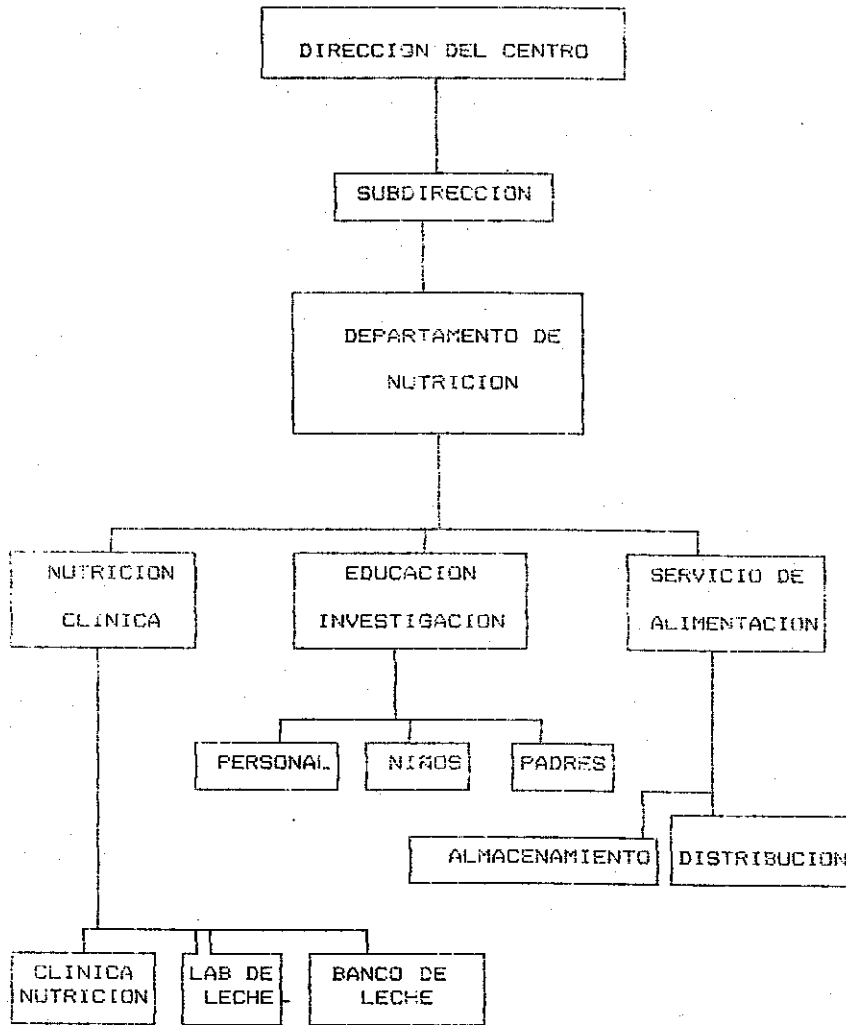 DIRECCION DEL CENTRO
SUBDIRECCION
DEPARTAMENTO DE
NUTRICION
NUTRICION
CLINICA
EDUCACION
INVESTIGACION
SERVICIO DE
ALIMENTACION
PERSONAL
NIÑOS
PADRES
ALMACENAMIENTO
DISTRIBUCION
CLINICA
NUTRICION
LAB DE
LECHE
BANCO DE
LECHE